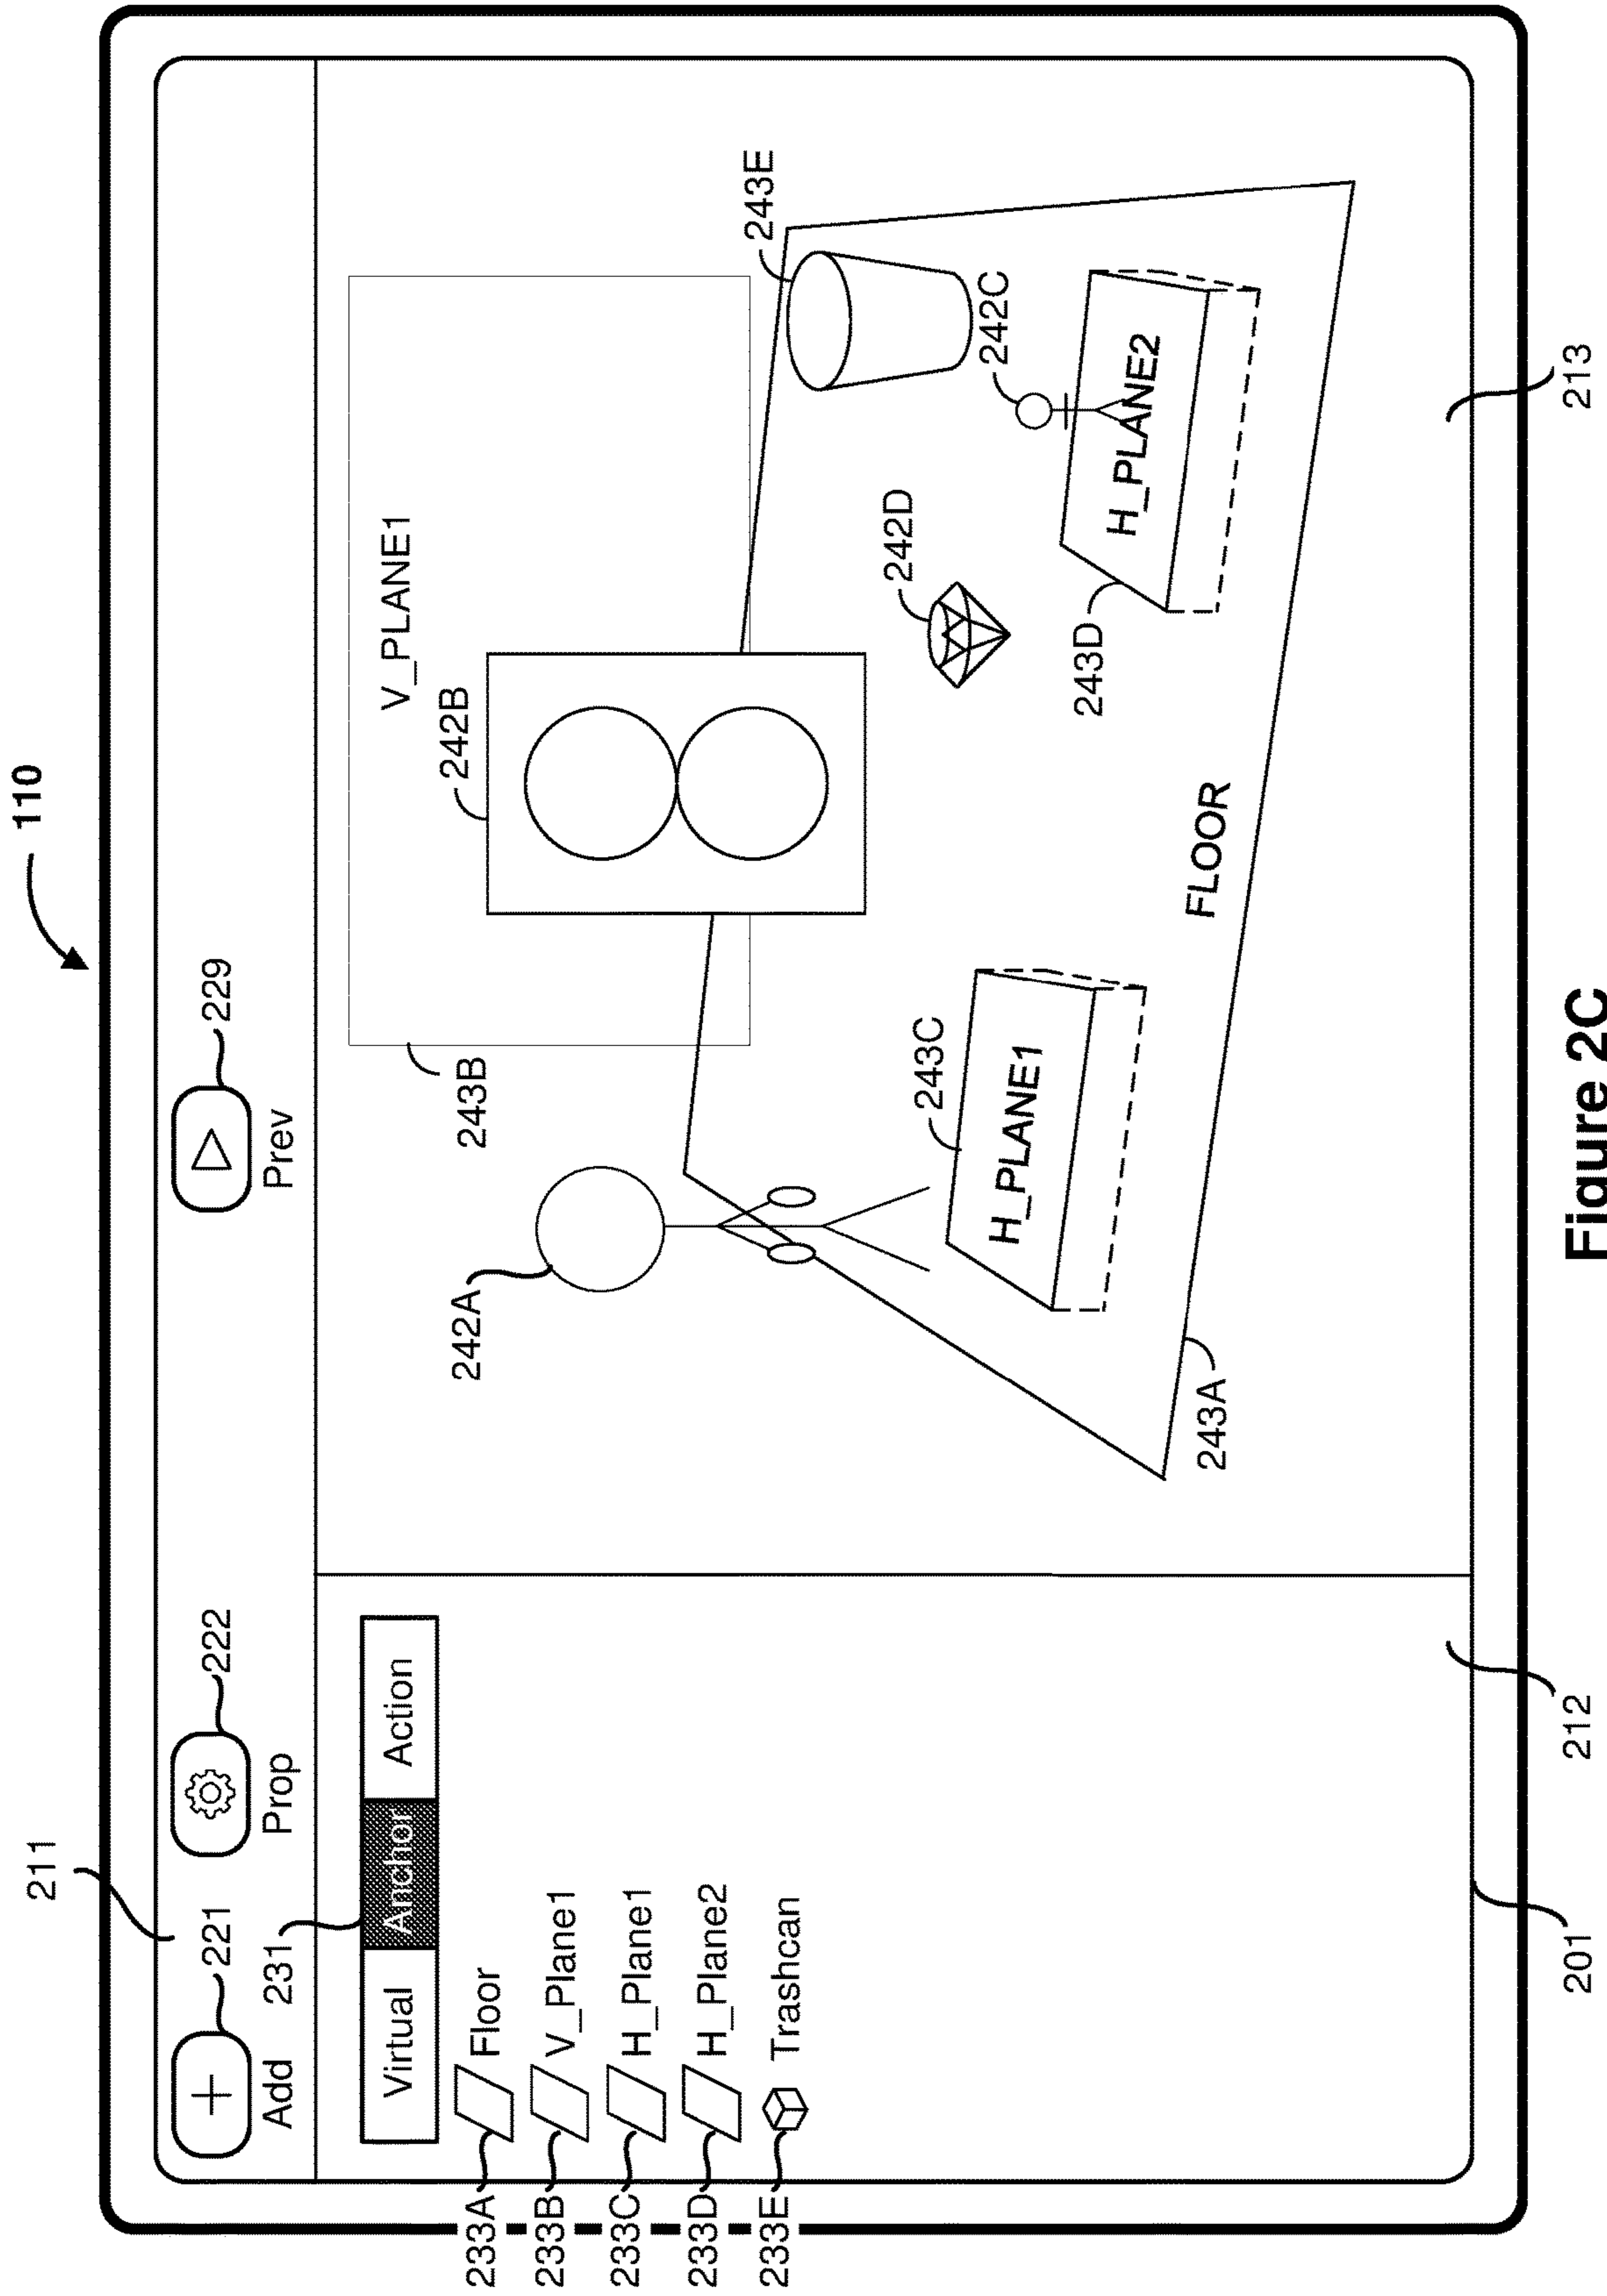 110
211
221
222
229
Add
Prop
Prev
231
Virtual
Anchor
Action
233A
Floor
233B
V_Plane1
233C
H_Plane1
233D
H_Plane2
233E
Trashcan
V_PLANE1
242A
243B
242B
243E
242D
242C
243C
H_PLANE1
243D
H_PLANE2
FLOOR
243A
201
212
213
Figure 2C